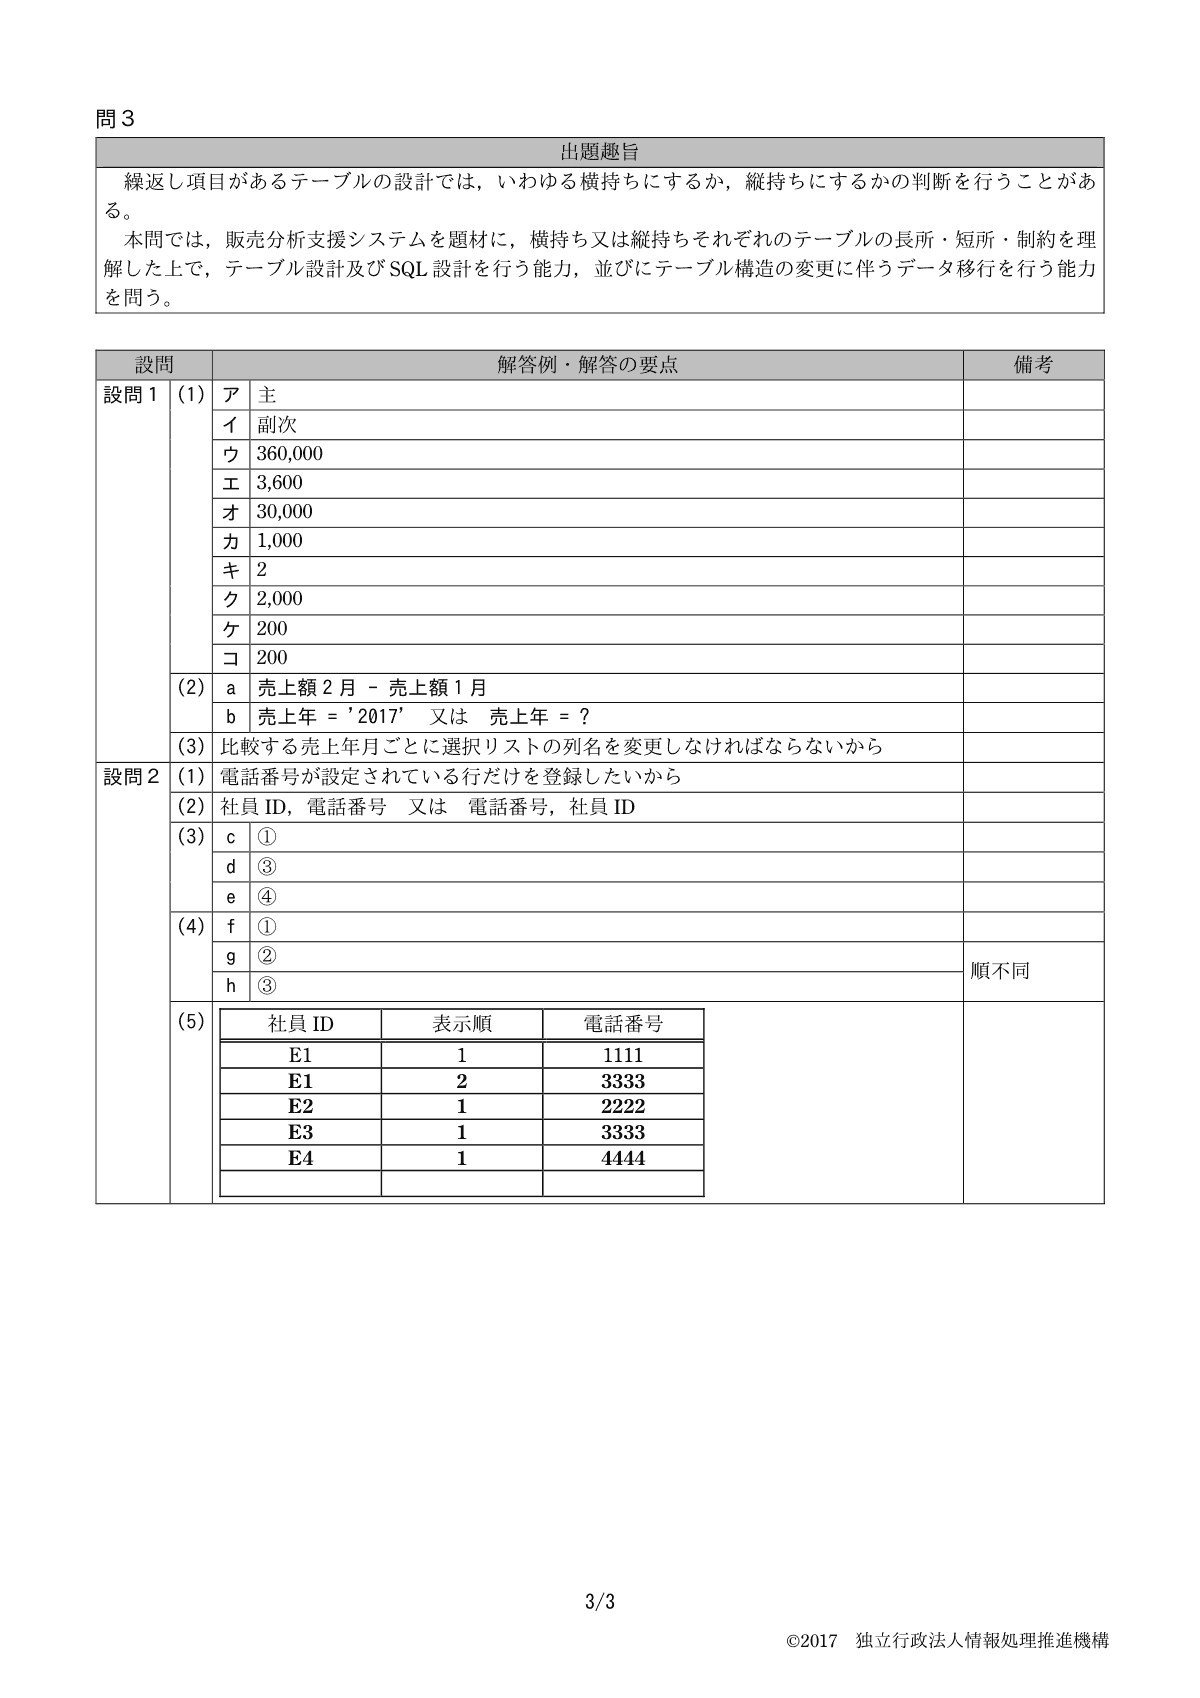 問3
出題趣旨
繰返し項目があるテーブルの設計では，いわゆる横持ちにするか，縦持ちにするかの判断を行うことがあ
る。
本問では，販売分析支援システムを題材に，横持ち又は縦持ちそれぞれのテーブルの長所・短所・制約を理
解した上で，テーブル設計及び SQL 設計を行う能力，並びにテーブル構造の変更に伴うデータ移行を行う能力
を問う。
設問 解答例・解答の要点 備考
設問1 (1) ア 主
イ 副次
ウ 360,000
エ 3,600
オ 30,000
カ 1,000
キ 2
ク 2,000
ケ 200
コ 200
(2) a 売上額2月 － 売上額1月
b 売上年 = '2017' 又は 売上年 = ?
(3) 比較する売上年月ごとに選択リストの列名を変更しなければならないから
設問2 (1) 電話番号が設定されている行だけを登録したいから
(2) 社員 ID，電話番号 又は 電話番号，社員 ID
(3) c ①
d ③
e ④
(4) f ①
g ② 順不同
h ③
(5) 社員 ID 表示順 電話番号
E1 1 1111
E1 2 3333
E2 1 2222
E3 1 3333
E4 1 4444
3/3
©2017 独立行政法人情報処理推進機構